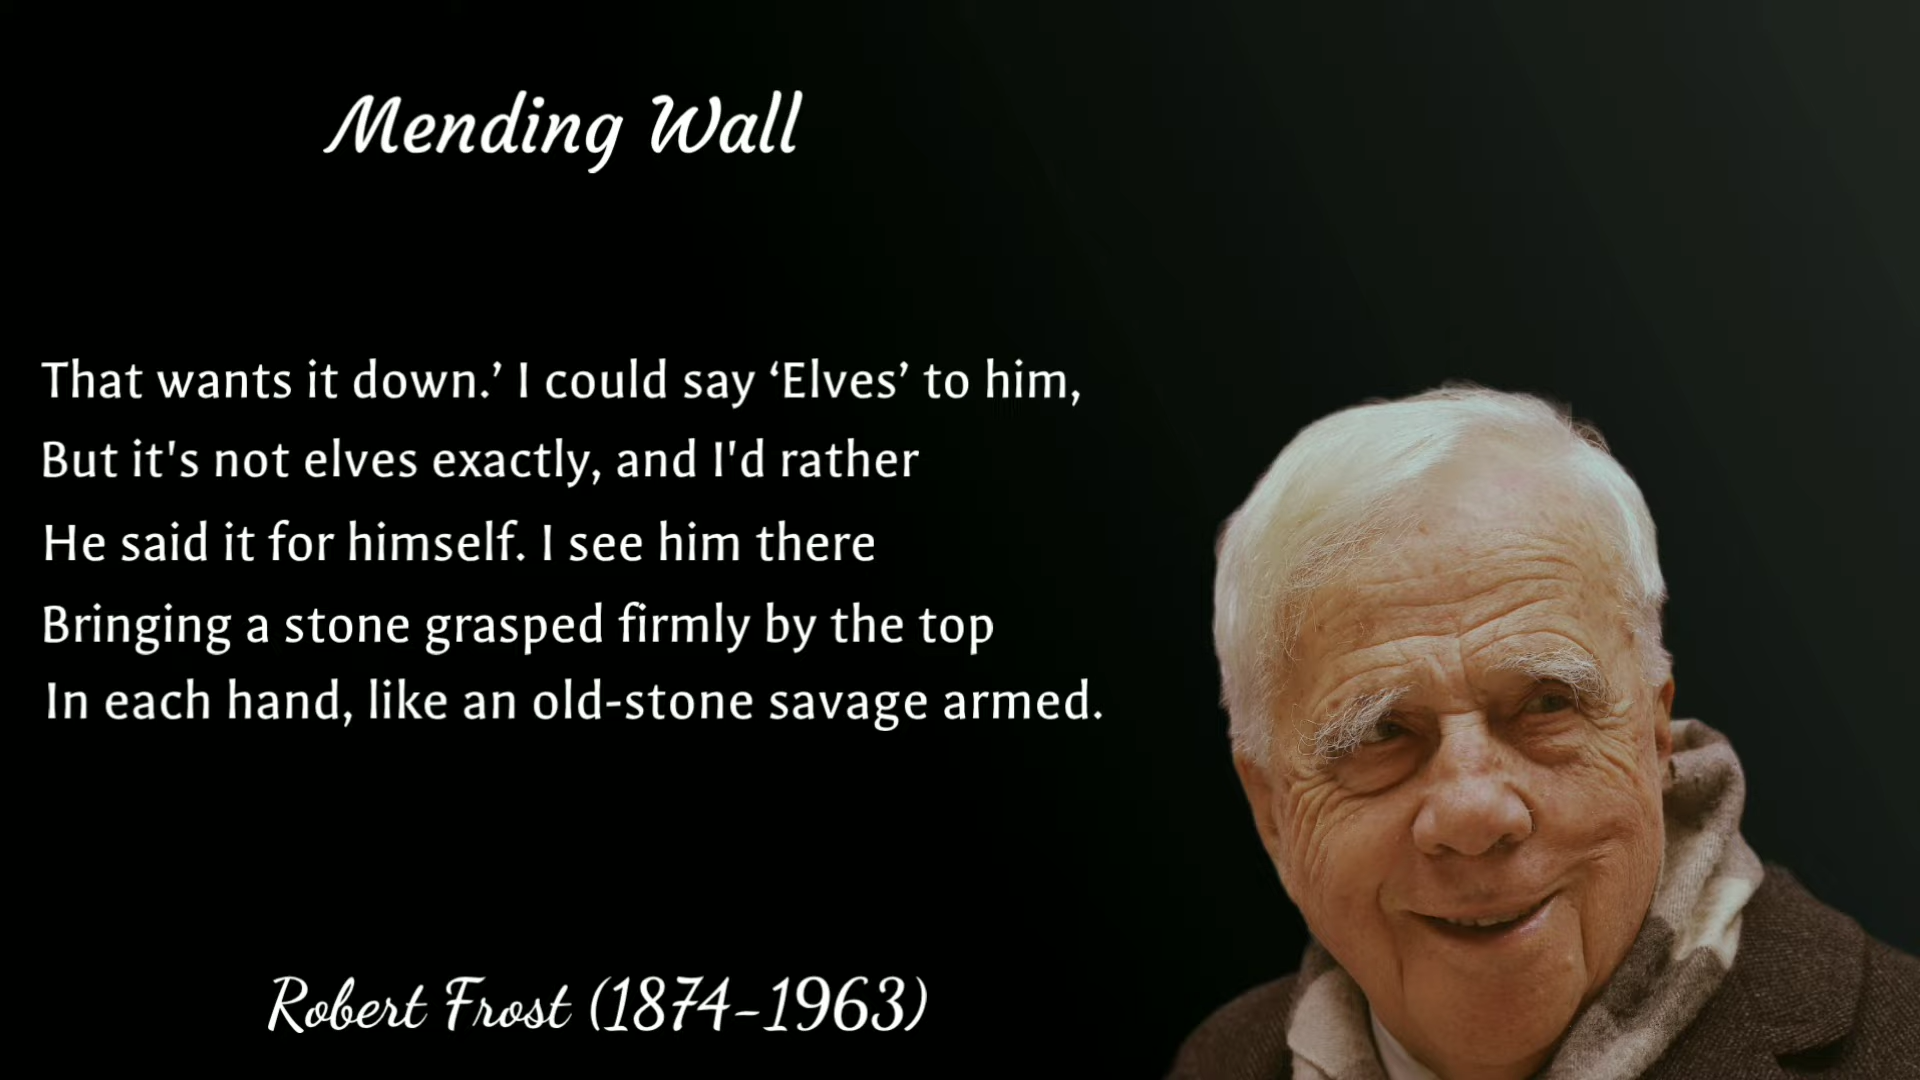 Mending Wall
That wants it down.’ I could say ‘Elves’ to him,
But it's not elves exactly, and I'd rather
He said it for himself. I see him there
Bringing a stone grasped firmly by the top
In each hand, like an old-stone savage armed.
Robert Frost (1874-1963)